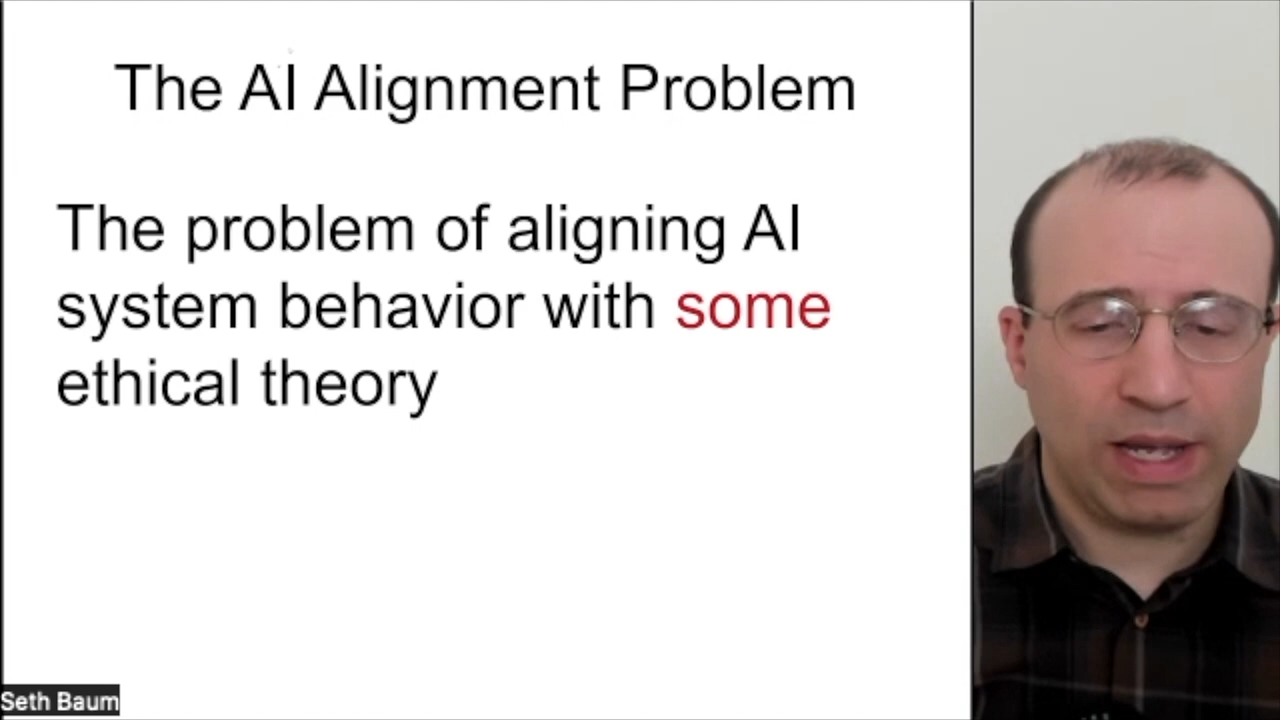 The AI Alignment Problem
The problem of aligning AI
system behavior with some
ethical theory
Seth Baum